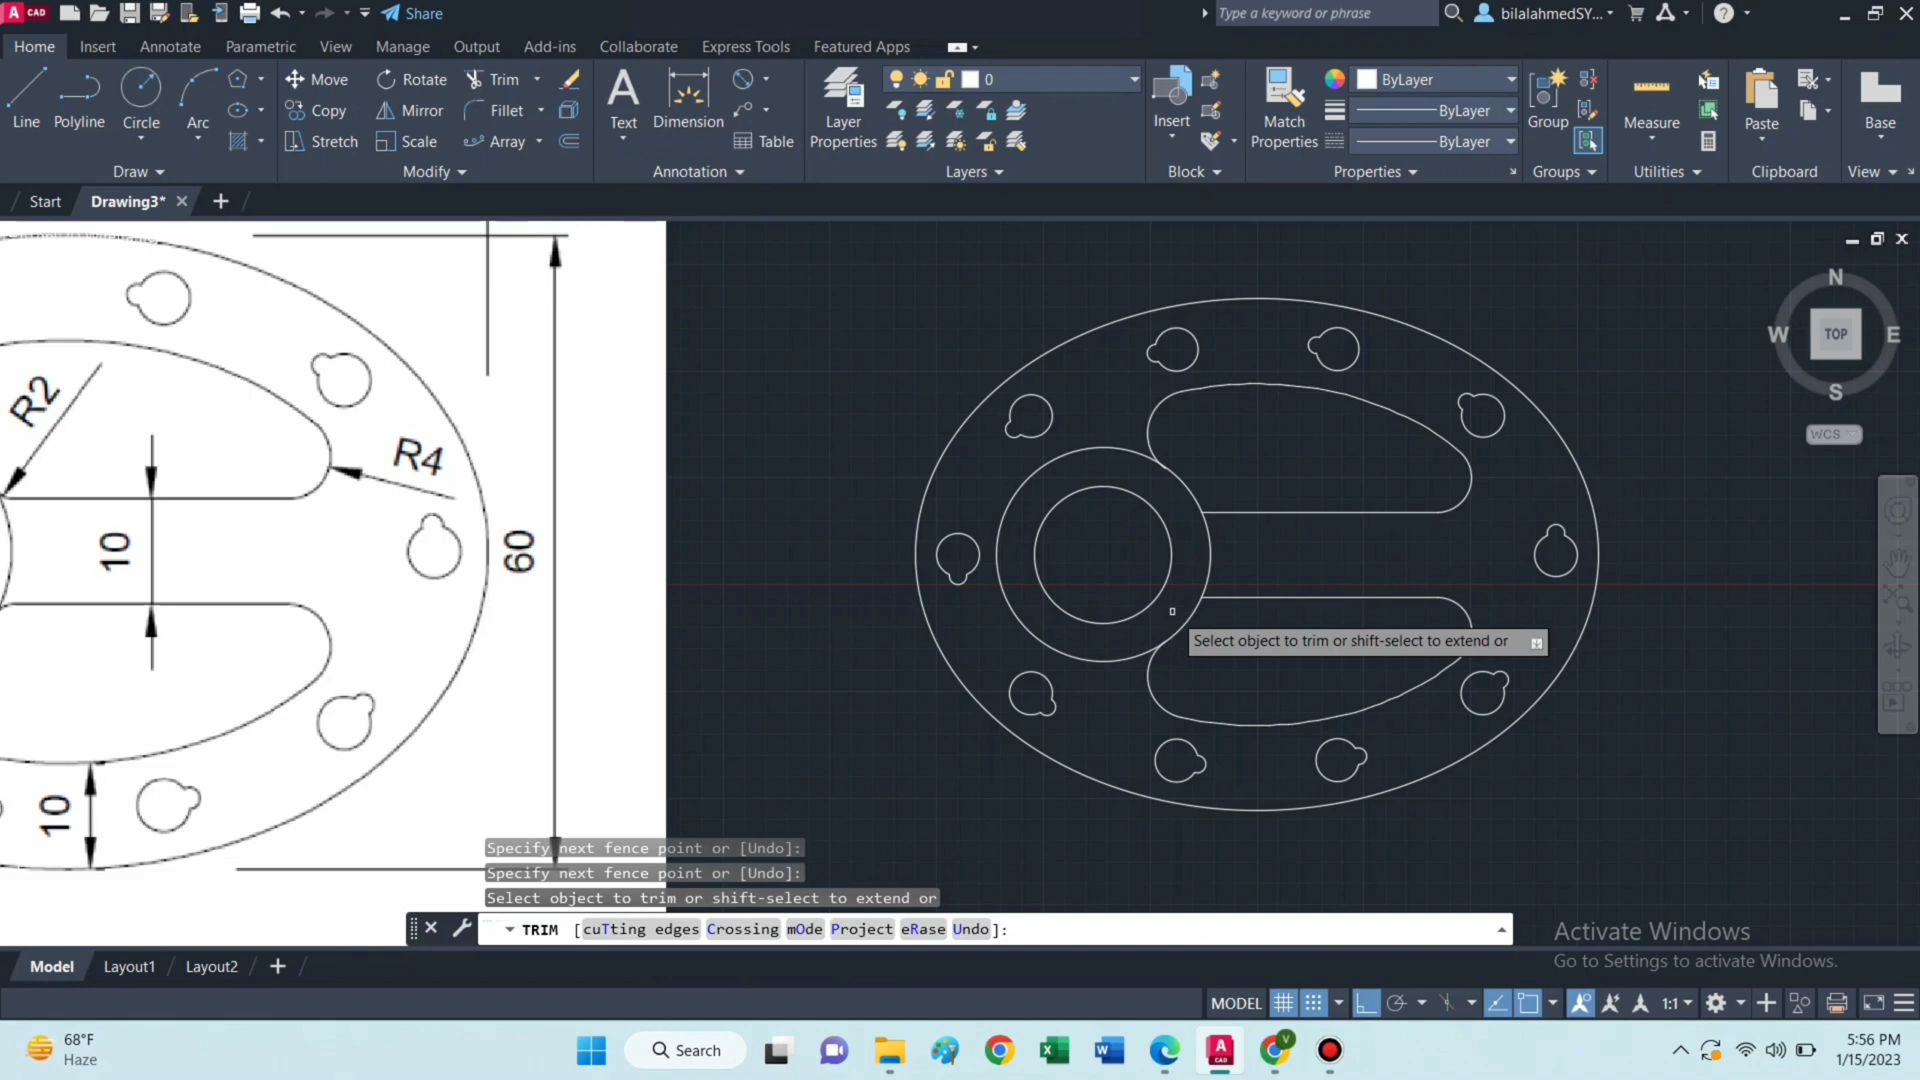 CAD
Share
Type a keyword or phrase
bilalahmedSY...
Home Insert Annotate Parametric View Manage Output Add-ins Collaborate Express Tools Featured Apps
Line
Polyline
Circle
Arc
Move
Rotate
Trim
Copy
Mirror
Fillet
Stretch
Scale
Array
Text
Dimension
Table
Layer
Properties
0
Insert
Match
Properties
ByLayer
ByLayer
ByLayer
Group
Measure
Paste
Base
Draw
Modify
Annotation
Layers
Block
Properties
Groups
Utilities
Clipboard
View
Start
Drawing3*
R2
R4
10
60
10
N
W
TOP
E
S
WCS
Select object to trim or shift-select to extend or
Specify next fence point or [Undo]:
Specify next fence point or [Undo]:
Select object to trim or shift-select to extend or
TRIM [cuTting edges Crossing mOde Project eRase Undo]:
Activate Windows
Go to Settings to activate Windows.
Model
Layout1
Layout2
MODEL
1:1
68°F
Haze
Search
5:56 PM
1/15/2023